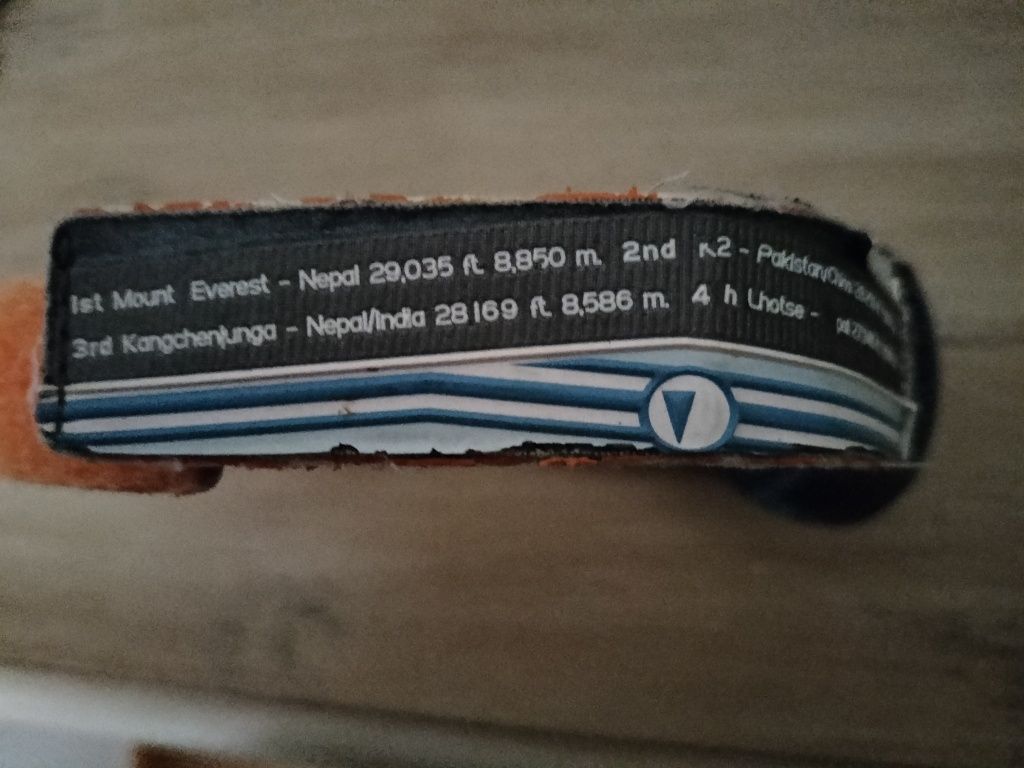 1st Mount Everest - Nepal 29,035 ft. 8,850 m. 2nd K2 - Pakistan/China
3rd Kangchenjunga - Nepal/India 28169 ft. 8,586 m. 4 h Lhotse -